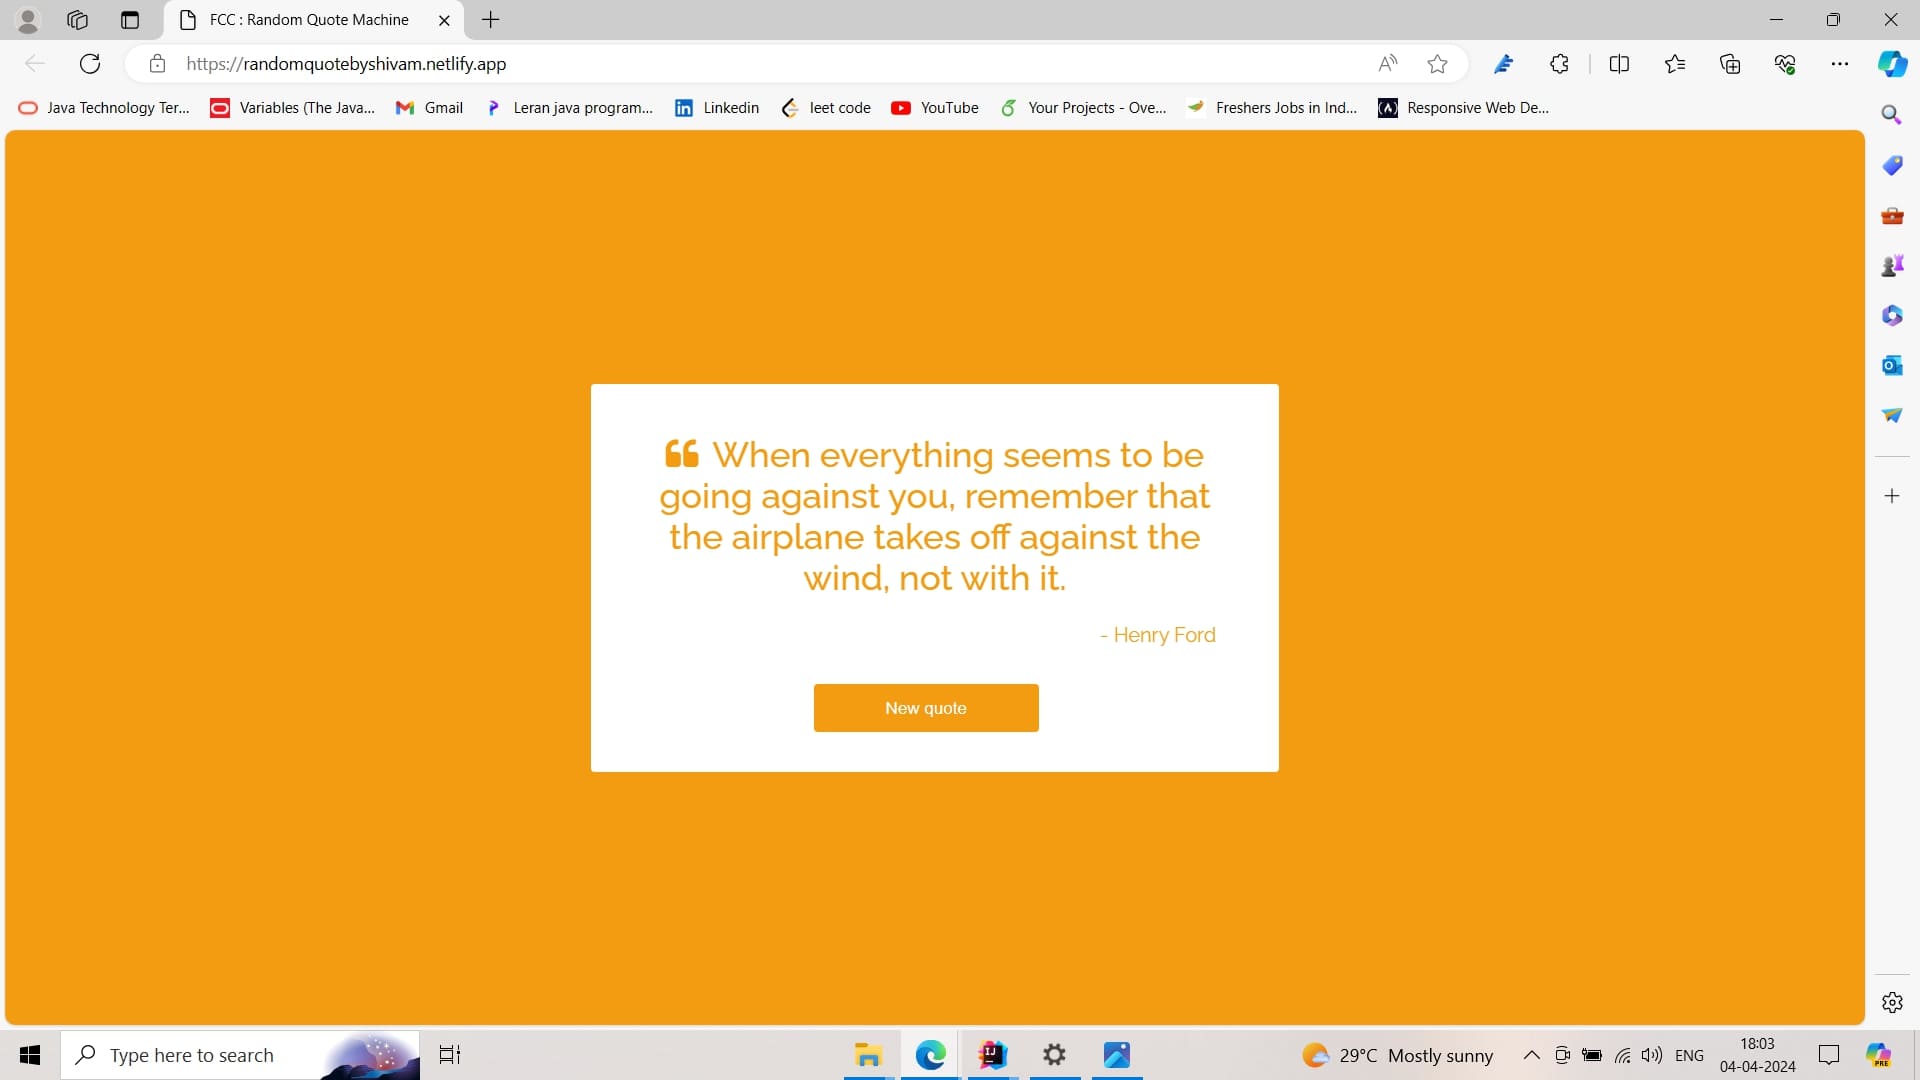 FCC : Random Quote Machine
https://randomquotebyshivam.netlify.app
Java Technology Ter...
Variables (The Java...
Gmail
Leran java program...
Linkedin
leet code
YouTube
Your Projects - Ove...
Freshers Jobs in Ind...
Responsive Web De...
“ When everything seems to be
going against you, remember that
the airplane takes off against the
wind, not with it.
- Henry Ford
New quote
Type here to search
29°C Mostly sunny
ENG
18:03
04-04-2024
PRE